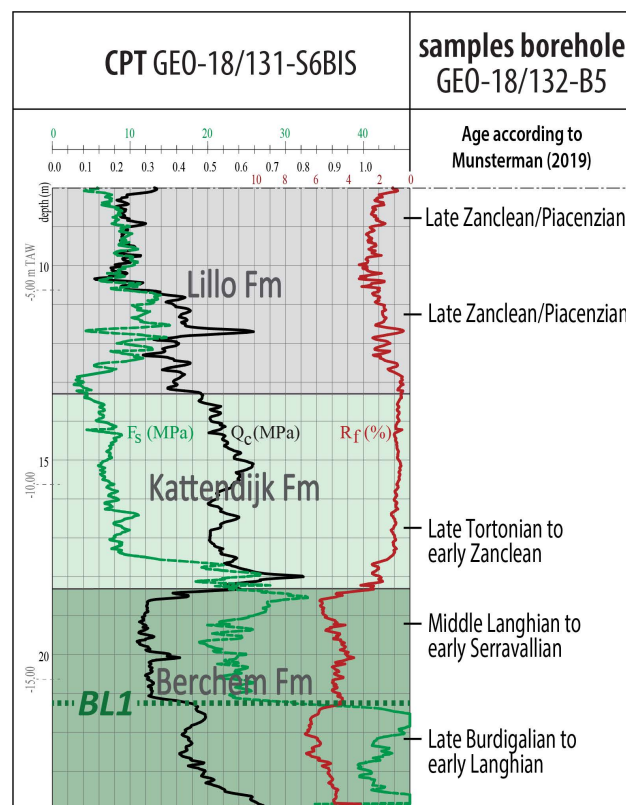 CPT GEO-18/131-S6BIS
samples borehole
GEO-18/132-B5
Age according to
Munsterman (2019)
0 10 20 30 40
0.0 0.1 0.2 0.3 0.4 0.5 0.6 0.7 0.8 0.9 1.0
10 8 6 4 2 0
depth (m)
Late Zanclean/Piacenzian
10
-5.00 m TAW
Lillo Fm
Late Zanclean/Piacenzian
Fs (MPa) Qc (MPa) Rf (%)
15
-10.00
Kattendijk Fm
Late Tortonian to
early Zanclean
Middle Langhian to
early Serravallian
20
-15.00
Berchem Fm
BL1
Late Burdigalian to
early Langhian